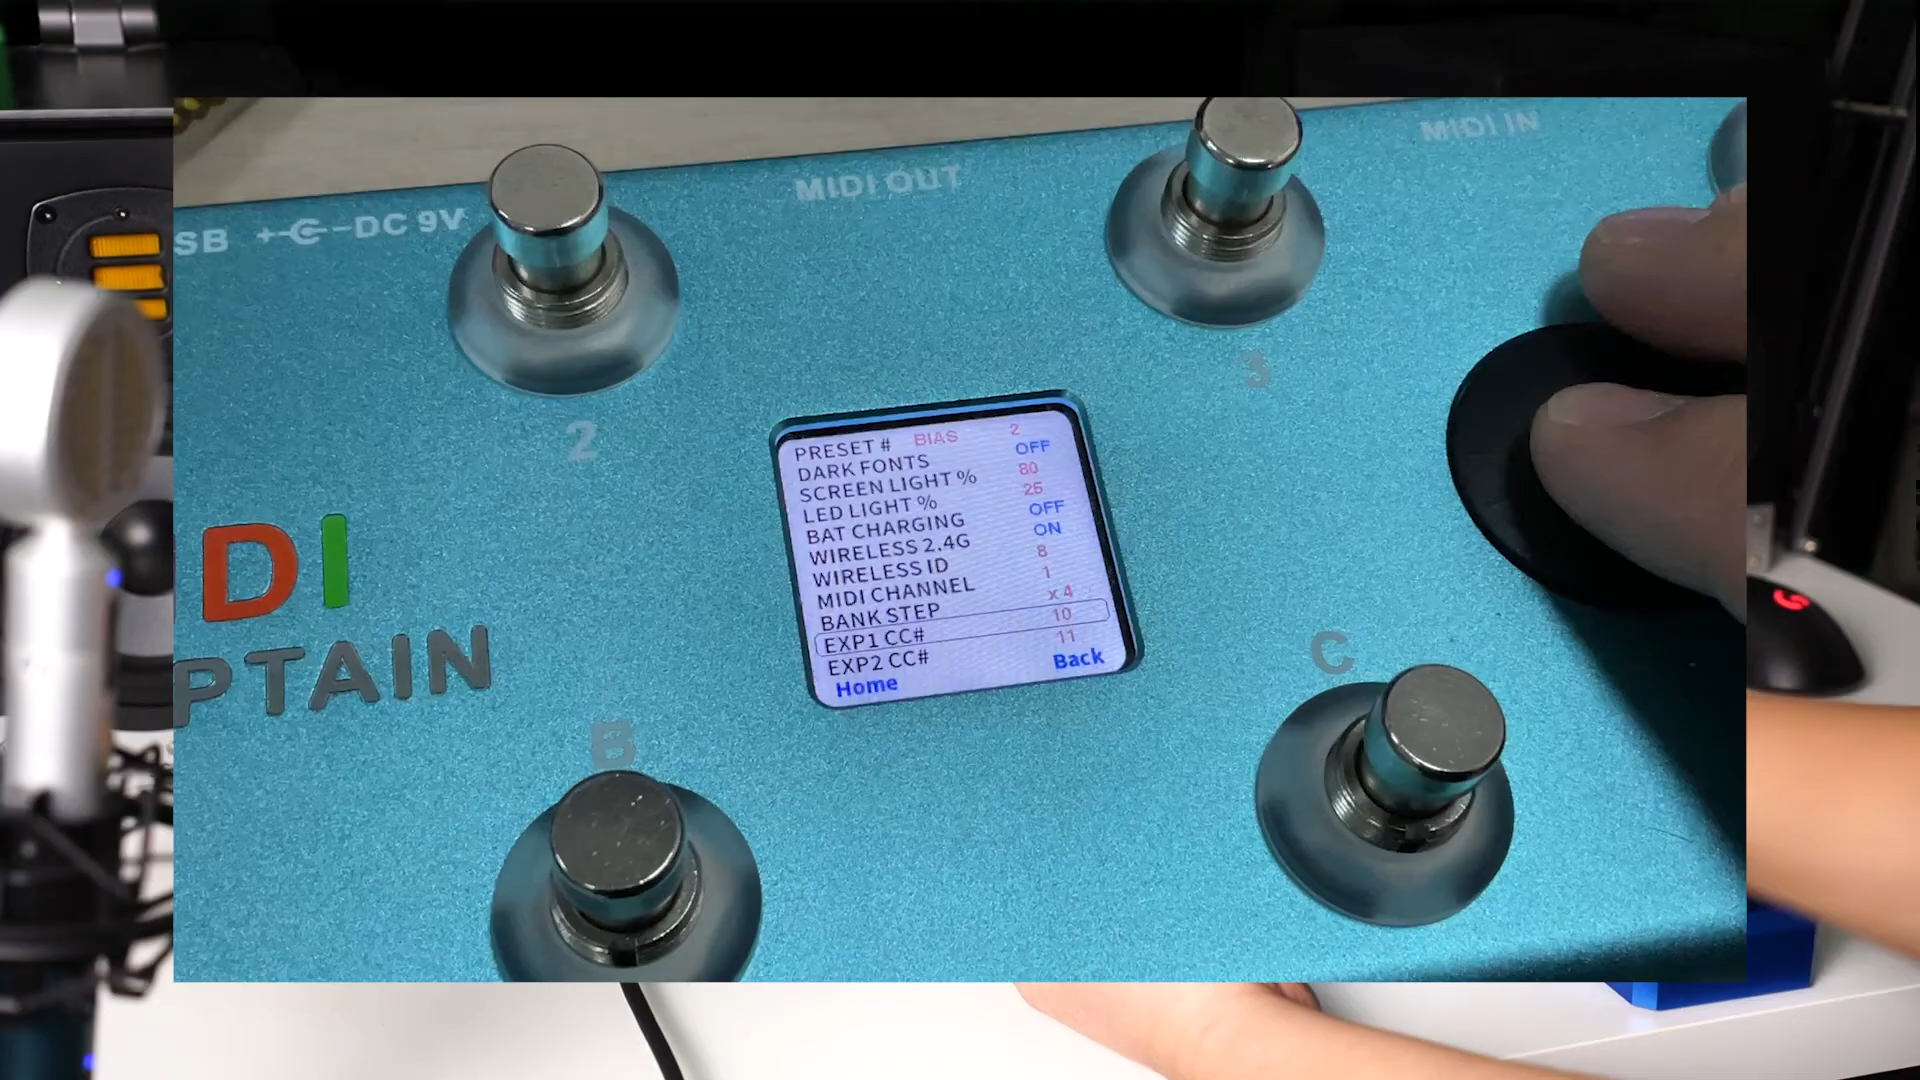 MIDI IN
MIDI OUT
SB DC 9V
2
3
PRESET # BIAS 2
DARK FONTS OFF
SCREEN LIGHT % 80
LED LIGHT % 25
BAT CHARGING OFF
WIRELESS 2.4G ON
WIRELESS ID 8
MIDI CHANNEL 1
BANK STEP x 4
EXP1 CC# 10
EXP2 CC# 11
Home Back
DI
PTAIN
B
C